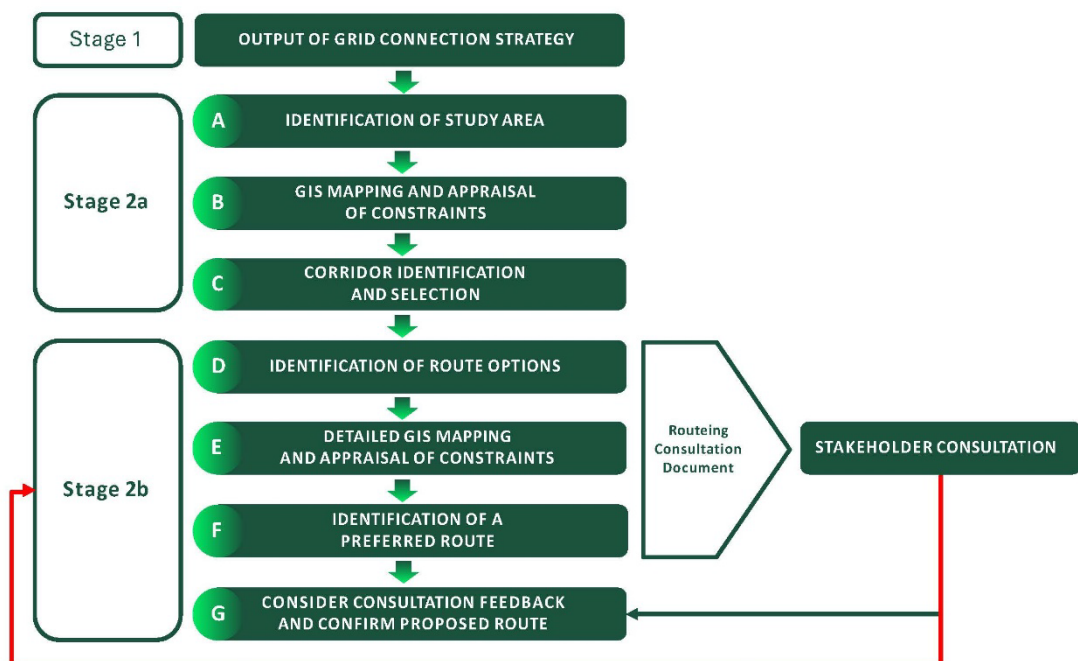 Stage 1
OUTPUT OF GRID CONNECTION STRATEGY
Stage 2a
A
IDENTIFICATION OF STUDY AREA
B
GIS MAPPING AND APPRAISAL
OF CONSTRAINTS
C
CORRIDOR IDENTIFICATION
AND SELECTION
Stage 2b
D
IDENTIFICATION OF ROUTE OPTIONS
E
DETAILED GIS MAPPING
AND APPRAISAL OF CONSTRAINTS
F
IDENTIFICATION OF A
PREFERRED ROUTE
G
CONSIDER CONSULTATION FEEDBACK
AND CONFIRM PROPOSED ROUTE
Routeing
Consultation
Document
STAKEHOLDER CONSULTATION